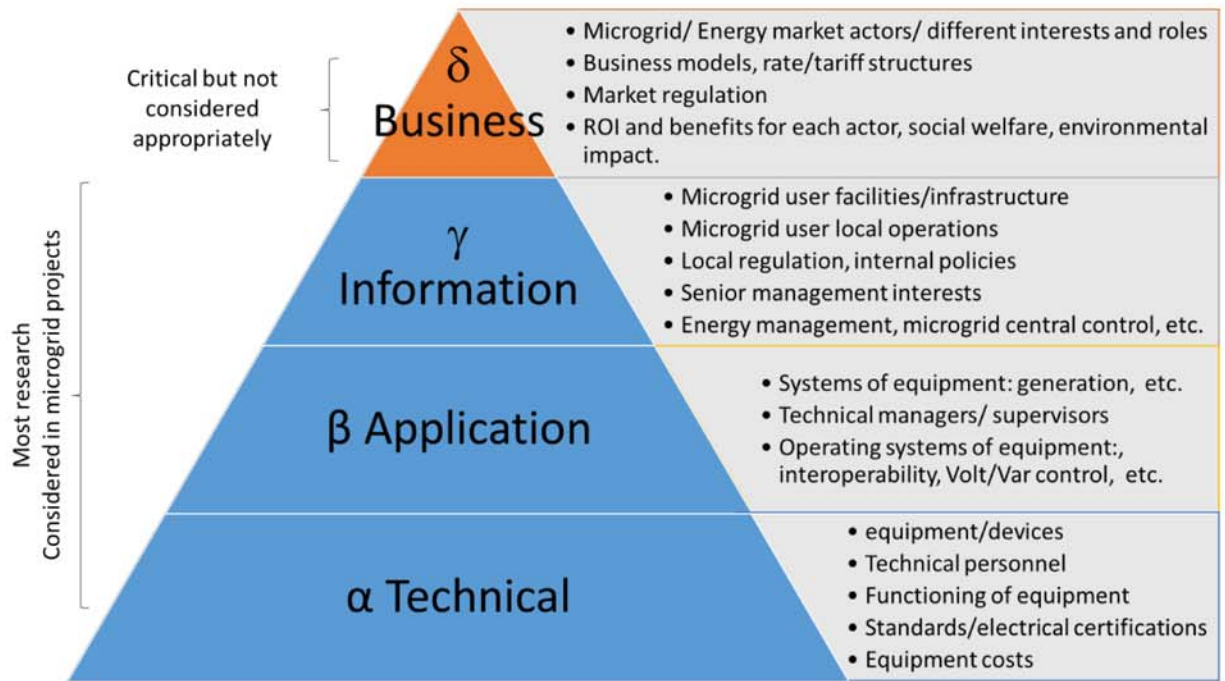 Critical but not
considered
appropriately
δ
Business
• Microgrid/ Energy market actors/ different interests and roles
• Business models, rate/tariff structures
• Market regulation
• ROI and benefits for each actor, social welfare, environmental
impact.
Most research
Considered in microgrid projects
γ
Information
• Microgrid user facilities/infrastructure
• Microgrid user local operations
• Local regulation, internal policies
• Senior management interests
• Energy management, microgrid central control, etc.
β Application
• Systems of equipment: generation, etc.
• Technical managers/ supervisors
• Operating systems of equipment:,
interoperability, Volt/Var control, etc.
α Technical
• equipment/devices
• Technical personnel
• Functioning of equipment
• Standards/electrical certifications
• Equipment costs